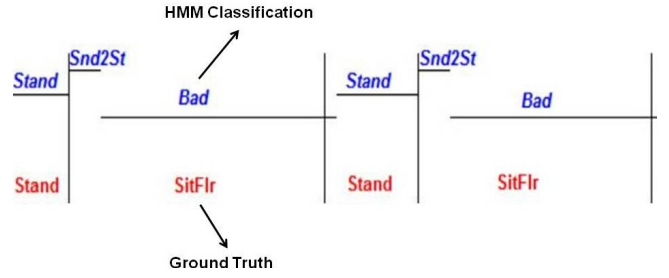 HMM Classification
Snd2St
Snd2St
Stand
Stand
Bad
Bad
Stand
SitFlr
Stand
SitFlr
Ground Truth